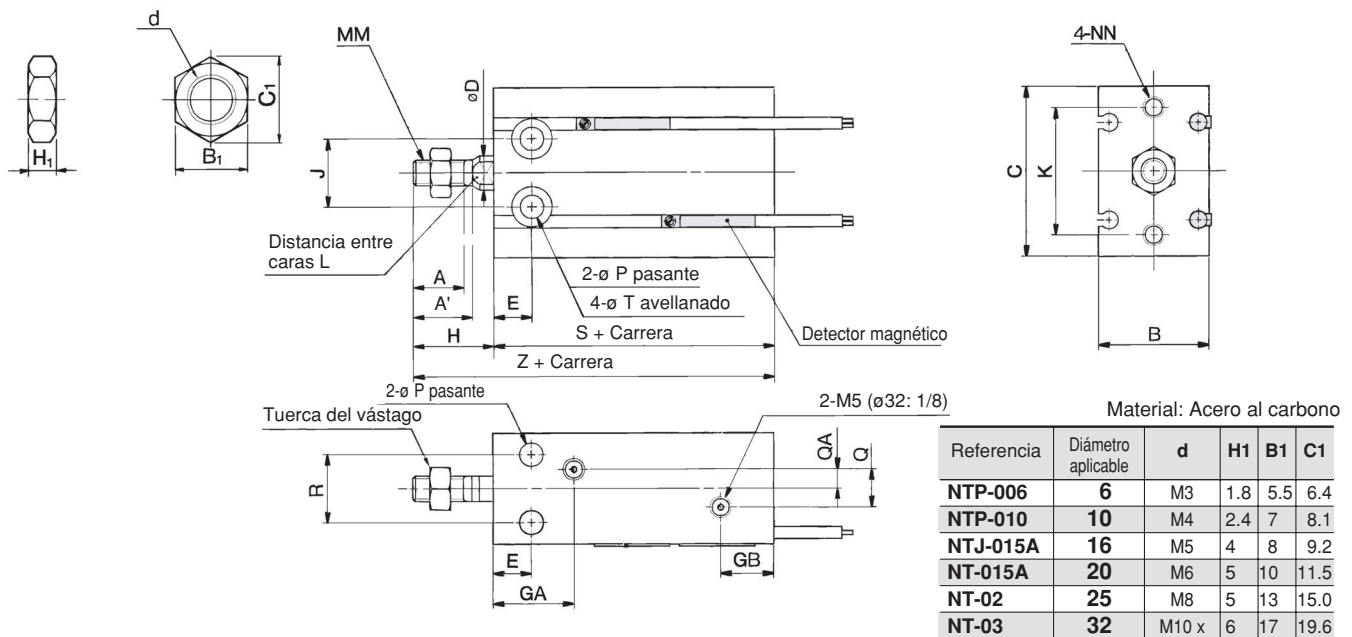 d
C1
H1
B1
MM
øD
J
Distancia entre
caras L
A
A'
E
H
2-ø P pasante
4-ø T avellanado
S + Carrera
Z + Carrera
Detector magnético
4-NN
C
K
B
2-ø P pasante
Tuerca del vástago
2-M5 (ø32: 1/8)
QA
Q
R
E
GA
GB
Material: Acero al carbono
Referencia Diámetro aplicable d H1 B1 C1
NTP-006 6 M3 1.8 5.5 6.4
NTP-010 10 M4 2.4 7 8.1
NTJ-015A 16 M5 4 8 9.2
NT-015A 20 M6 5 10 11.5
NT-02 25 M8 5 13 15.0
NT-03 32 M10 x 6 17 19.6